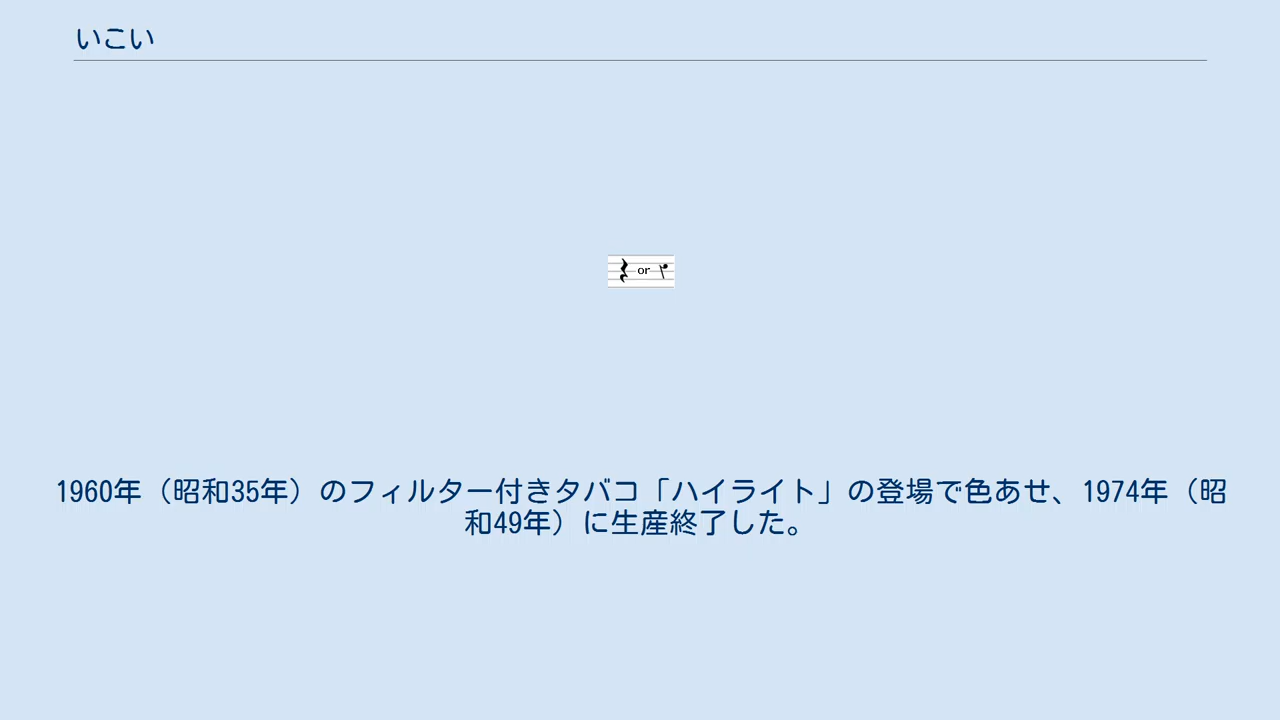 いこい
or
1960年（昭和35年）のフィルター付きタバコ「ハイライト」の登場で色あせ、1974年（昭
和49年）に生産終了した。